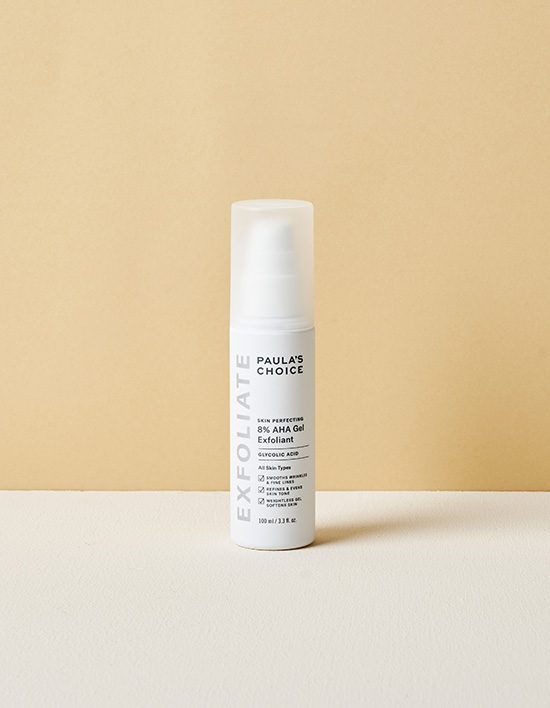 EXFOLIATE
PAULA'S
CHOICE
SKIN PERFECTING
8% AHA Gel
Exfoliant
GLYCOLIC ACID
All Skin Types
SMOOTHS WRINKLES
& FINE LINES
REFINES & EVENS
SKIN TONE
WEIGHTLESS GEL
SOFTENS SKIN
100 ml / 3.3 fl. oz.